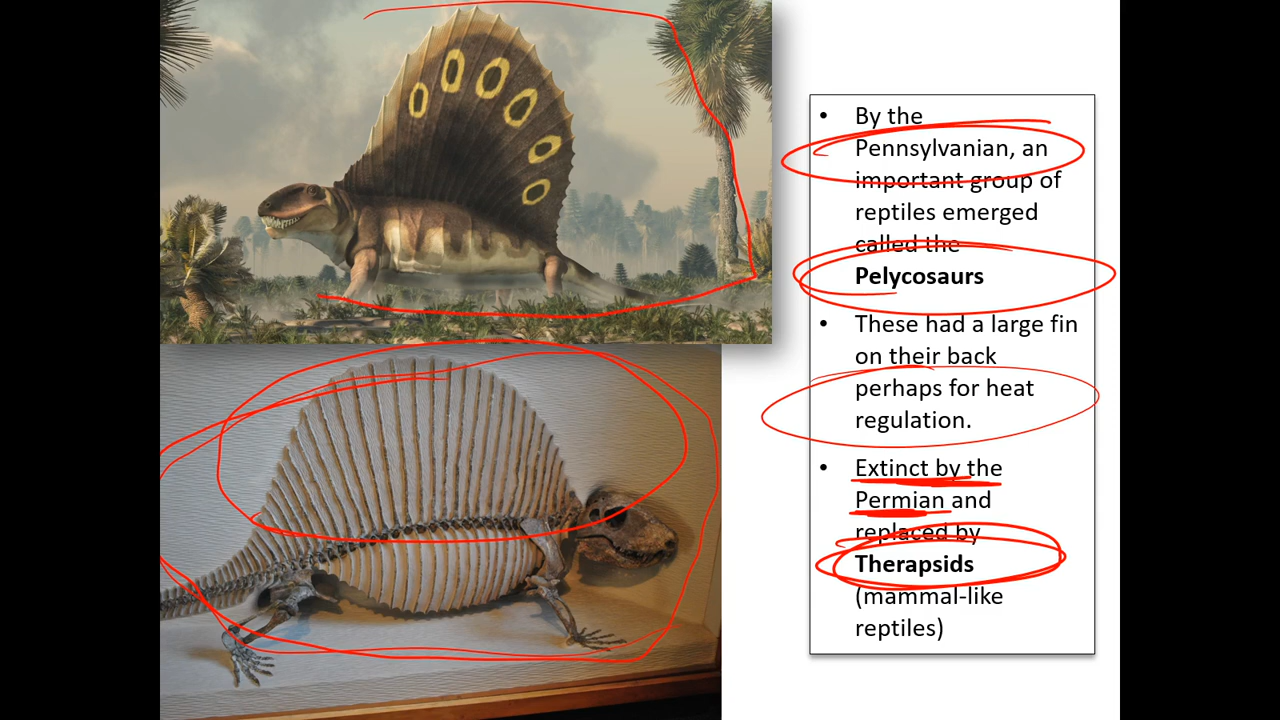 • By the
Pennsylvanian, an
important group of
reptiles emerged
called the
Pelycosaurs
• These had a large fin
on their back
perhaps for heat
regulation.
• Extinct by the
Permian and
replaced by
Therapsids
(mammal-like
reptiles)